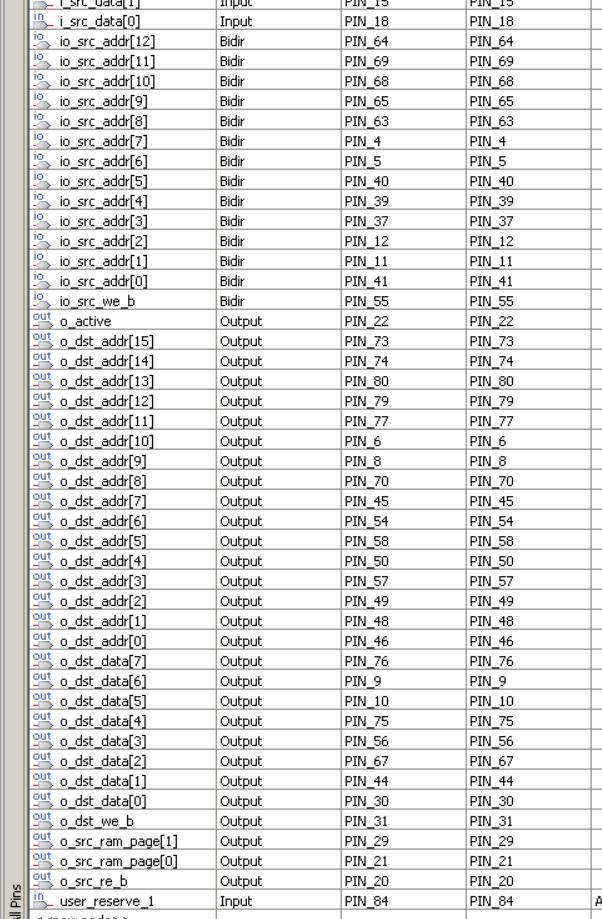 i_src_data[1] Input PIN_15 PIN_15
in i_src_data[0] Input PIN_18 PIN_18
io io_src_addr[12] Bidir PIN_64 PIN_64
io io_src_addr[11] Bidir PIN_69 PIN_69
io io_src_addr[10] Bidir PIN_68 PIN_68
io io_src_addr[9] Bidir PIN_65 PIN_65
io io_src_addr[8] Bidir PIN_63 PIN_63
io io_src_addr[7] Bidir PIN_4 PIN_4
io io_src_addr[6] Bidir PIN_5 PIN_5
io io_src_addr[5] Bidir PIN_40 PIN_40
io io_src_addr[4] Bidir PIN_39 PIN_39
io io_src_addr[3] Bidir PIN_37 PIN_37
io io_src_addr[2] Bidir PIN_12 PIN_12
io io_src_addr[1] Bidir PIN_11 PIN_11
io io_src_addr[0] Bidir PIN_41 PIN_41
io io_src_we_b Bidir PIN_55 PIN_55
out o_active Output PIN_22 PIN_22
out o_dst_addr[15] Output PIN_73 PIN_73
out o_dst_addr[14] Output PIN_74 PIN_74
out o_dst_addr[13] Output PIN_80 PIN_80
out o_dst_addr[12] Output PIN_79 PIN_79
out o_dst_addr[11] Output PIN_77 PIN_77
out o_dst_addr[10] Output PIN_6 PIN_6
out o_dst_addr[9] Output PIN_8 PIN_8
out o_dst_addr[8] Output PIN_70 PIN_70
out o_dst_addr[7] Output PIN_45 PIN_45
out o_dst_addr[6] Output PIN_54 PIN_54
out o_dst_addr[5] Output PIN_58 PIN_58
out o_dst_addr[4] Output PIN_50 PIN_50
out o_dst_addr[3] Output PIN_57 PIN_57
out o_dst_addr[2] Output PIN_49 PIN_49
out o_dst_addr[1] Output PIN_48 PIN_48
out o_dst_addr[0] Output PIN_46 PIN_46
out o_dst_data[7] Output PIN_76 PIN_76
out o_dst_data[6] Output PIN_9 PIN_9
out o_dst_data[5] Output PIN_10 PIN_10
out o_dst_data[4] Output PIN_75 PIN_75
out o_dst_data[3] Output PIN_56 PIN_56
out o_dst_data[2] Output PIN_67 PIN_67
out o_dst_data[1] Output PIN_44 PIN_44
out o_dst_data[0] Output PIN_30 PIN_30
out o_dst_we_b Output PIN_31 PIN_31
out o_src_ram_page[1] Output PIN_29 PIN_29
out o_src_ram_page[0] Output PIN_21 PIN_21
out o_src_re_b Output PIN_20 PIN_20
in user_reserve_1 Input PIN_84 PIN_84 A
Pins